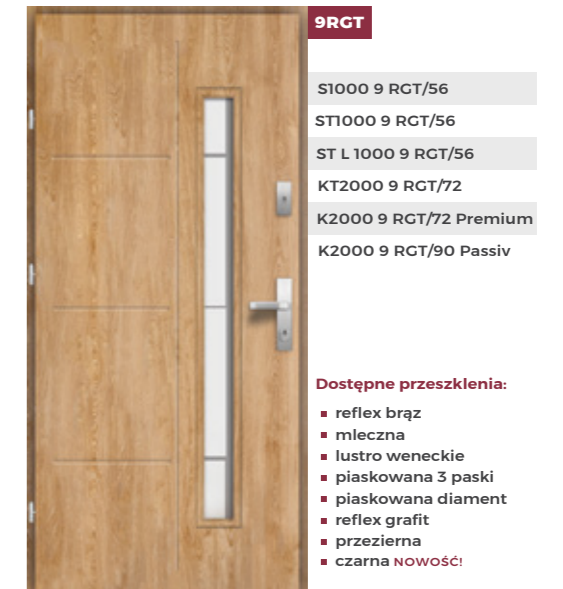 9RGT
S1000 9 RGT/56
ST1000 9 RGT/56
ST L 1000 9 RGT/56
KT2000 9 RGT/72
K2000 9 RGT/72 Premium
K2000 9 RGT/90 Passiv
Dostępne przeszklenia:
reflex brąz
mleczna
lustro weneckie
piaskowana 3 paski
piaskowana diament
reflex grafit
przezierna
czarna NOWOŚĆ!